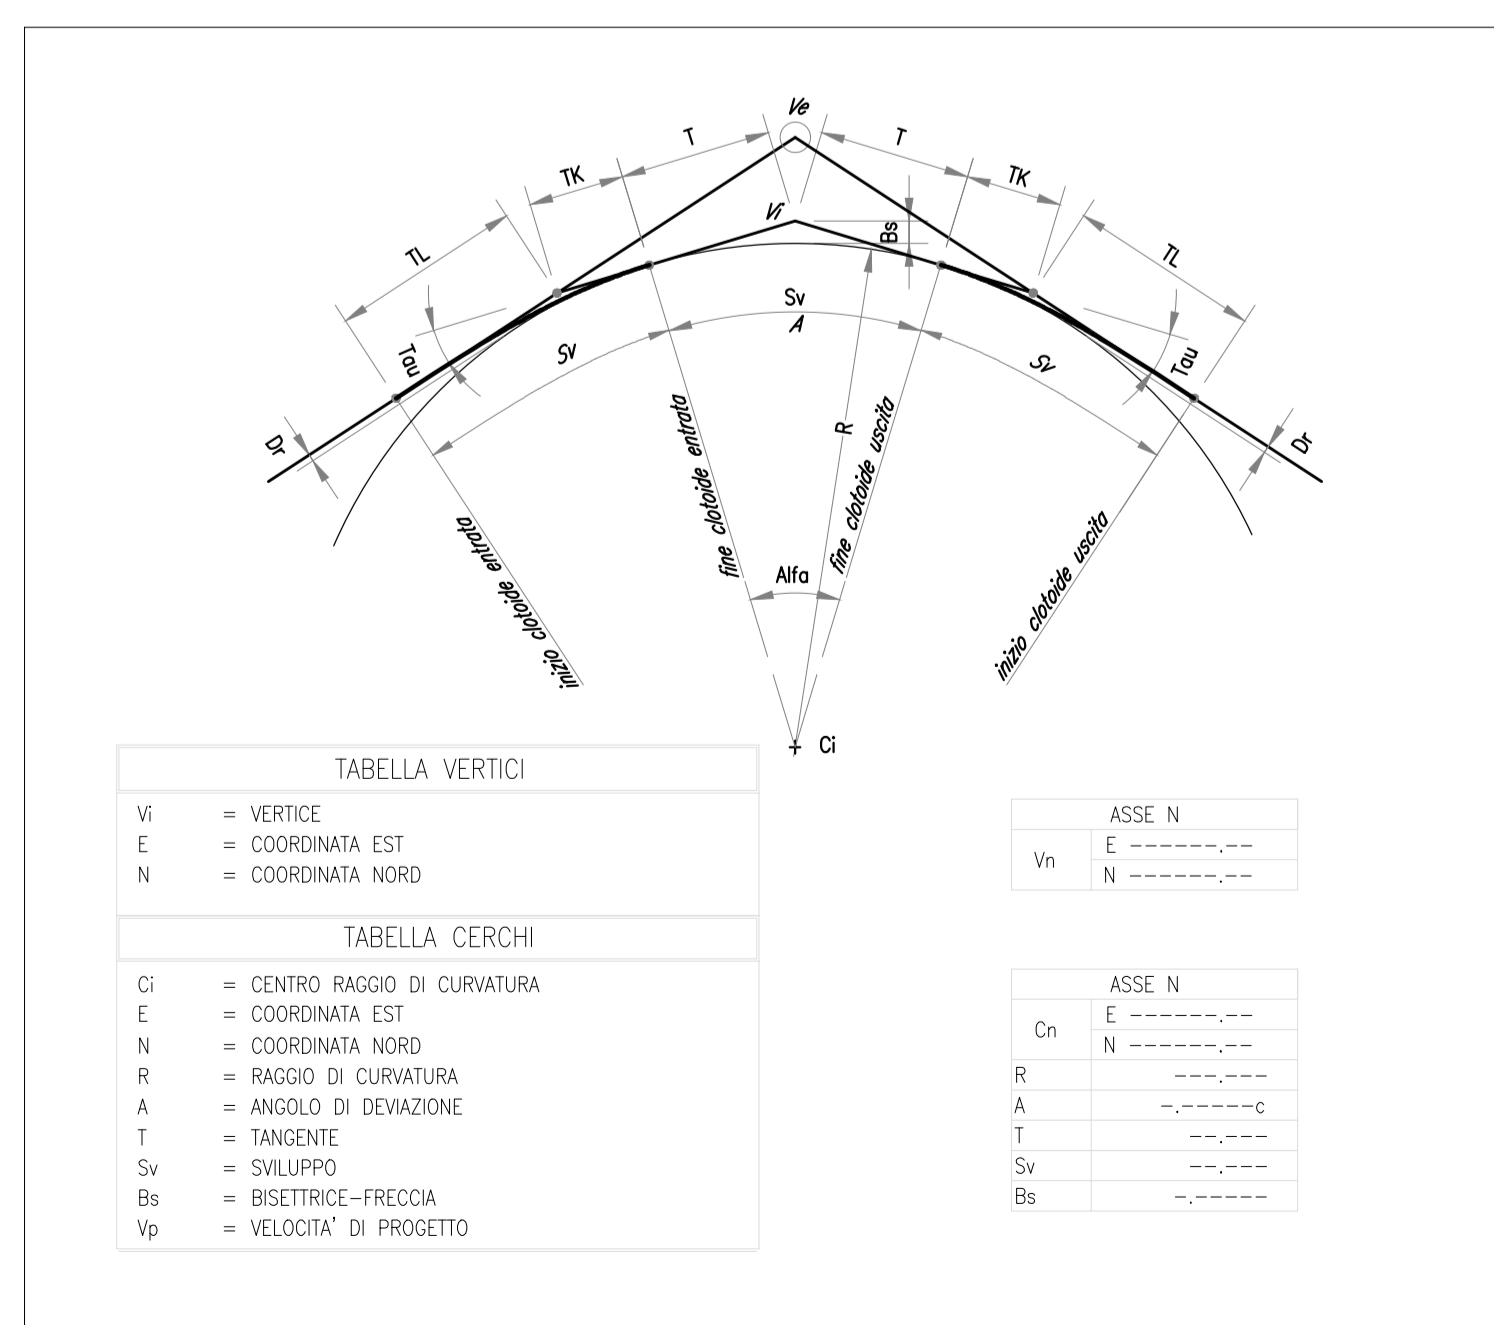 Ve
T
T
TK
TK
Vi
Bs
TL
TL
Sv
A
Tau
Sv
Sv
Tau
Dr
Dr
R
fine clotoide entrata
fine clotoide uscita
inizio clotoide entrata
inizio clotoide uscita
Alfa
Ci
TABELLA VERTICI
Vi = VERTICE
E = COORDINATA EST
N = COORDINATA NORD
TABELLA CERCHI
Ci = CENTRO RAGGIO DI CURVATURA
E = COORDINATA EST
N = COORDINATA NORD
R = RAGGIO DI CURVATURA
A = ANGOLO DI DEVIAZIONE
T = TANGENTE
Sv = SVILUPPO
Bs = BISETTRICE-FRECCIA
Vp = VELOCITA' DI PROGETTO
ASSE N
Vn
E ------.--
N ------.--
ASSE N
Cn
E ------.--
N ------.--
R ---.---
A -.-----c
T --.---
Sv --.---
Bs -.-----